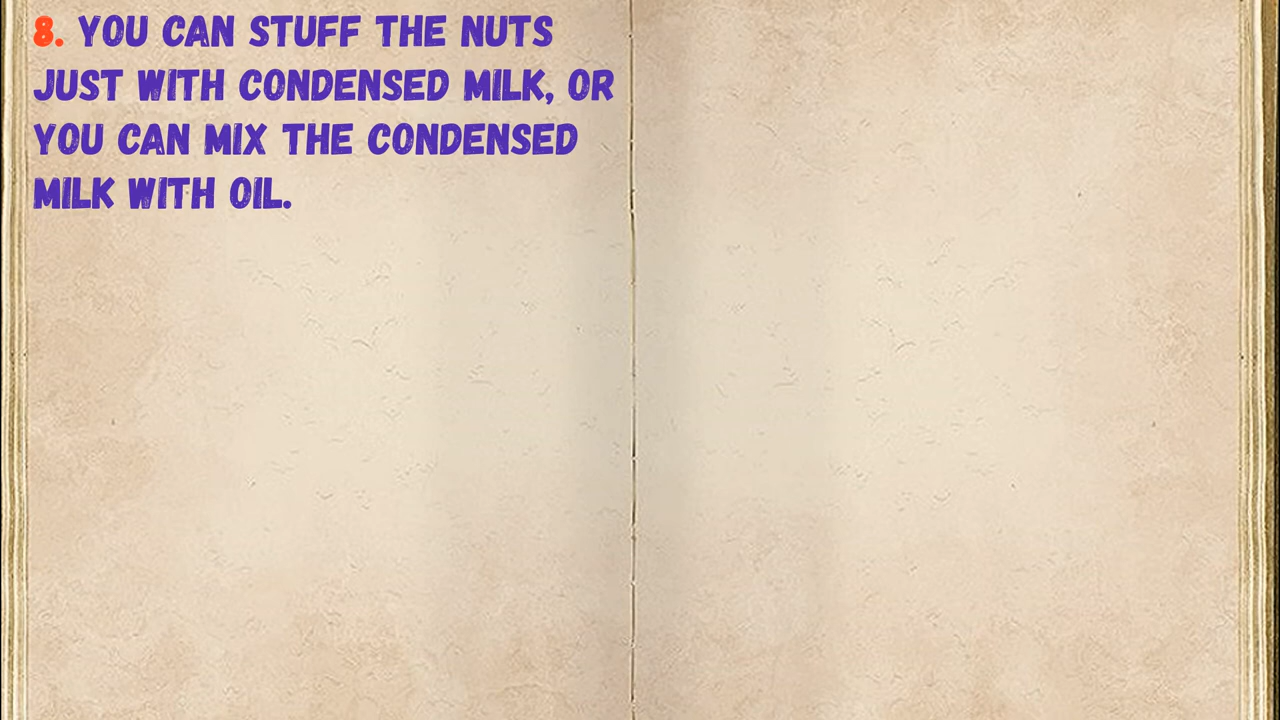 8. YOU CAN STUFF THE NUTS
JUST WITH CONDENSED MILK, OR
YOU CAN MIX THE CONDENSED
MILK WITH OIL.